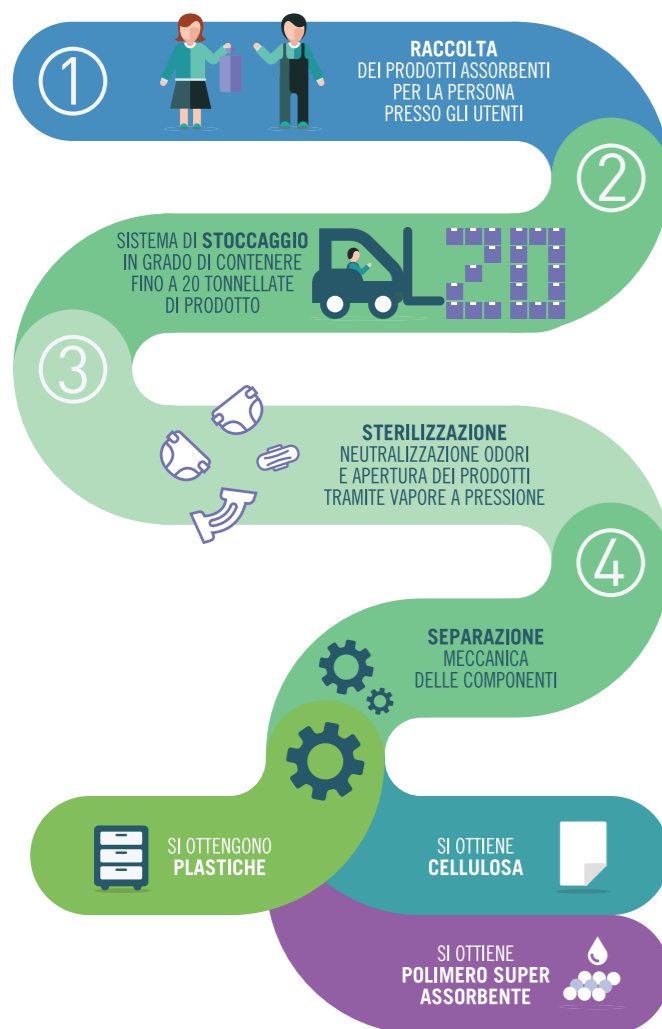 1
RACCOLTA
DEI PRODOTTI ASSORBENTI
PER LA PERSONA
PRESSO GLI UTENTI
2
SISTEMA DI STOCCAGGIO
IN GRADO DI CONTENERE
FINO A 20 TONNELLATE
DI PRODOTTO
20
3
STERILIZZAZIONE
NEUTRALIZZAZIONE ODORI
E APERTURA DEI PRODOTTI
TRAMITE VAPORE A PRESSIONE
4
SEPARAZIONE
MECCANICA
DELLE COMPONENTI
SI OTTENGONO
PLASTICHE
SI OTTIENE
CELLULOSA
SI OTTIENE
POLIMERO SUPER
ASSORBENTE